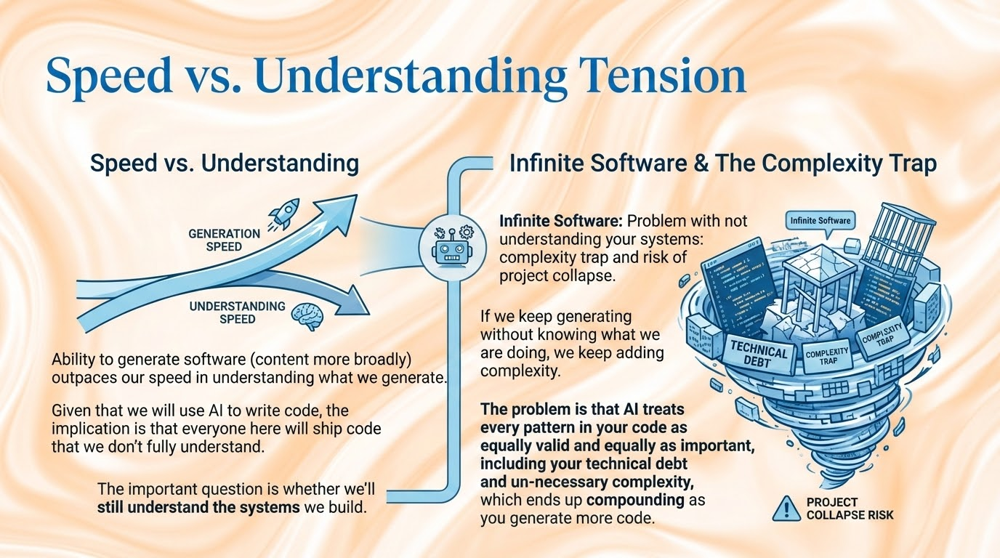 Speed vs. Understanding Tension
Speed vs. Understanding
GENERATION
SPEED
UNDERSTANDING
SPEED
Ability to generate software (content more broadly)
outpaces our speed in understanding what we generate.
Given that we will use AI to write code, the
implication is that everyone here will ship code
that we don't fully understand.
The important question is whether we'll
still understand the systems we build.
Infinite Software & The Complexity Trap
Infinite Software: Problem with not
understanding your systems:
complexity trap and risk of
project collapse.
If we keep generating
without knowing what we
are doing, we keep adding
complexity.
The problem is that AI treats
every pattern in your code as
equally valid and equally as important,
including your technical debt
and un-necessary complexity,
which ends up compounding as
you generate more code.
Infinite Software
TECHNICAL
DEBT
COMPLEXITY
TRAP
PROJECT
COLLAPSE RISK